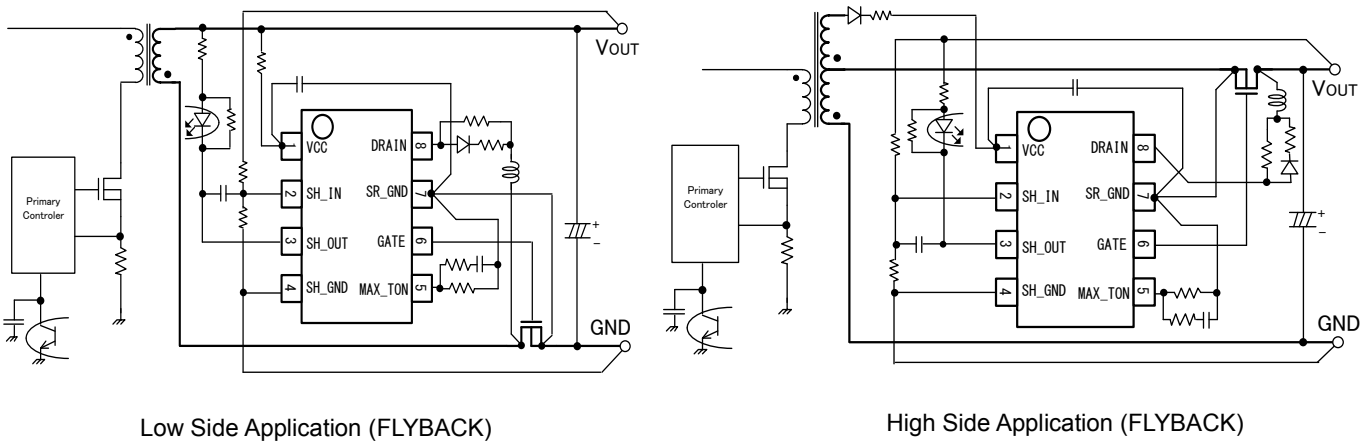 VOUT
1 VCC
DRAIN 8
2 SH_IN
SR_GND 7
3 SH_OUT
GATE 6
4 SH_GND
MAX_TON 5
Primary
Controler
+
−
GND
Low Side Application (FLYBACK)
VOUT
1 VCC
DRAIN 8
2 SH_IN
SR_GND 7
3 SH_OUT
GATE 6
4 SH_GND
MAX_TON 5
Primary
Controler
+
−
GND
High Side Application (FLYBACK)